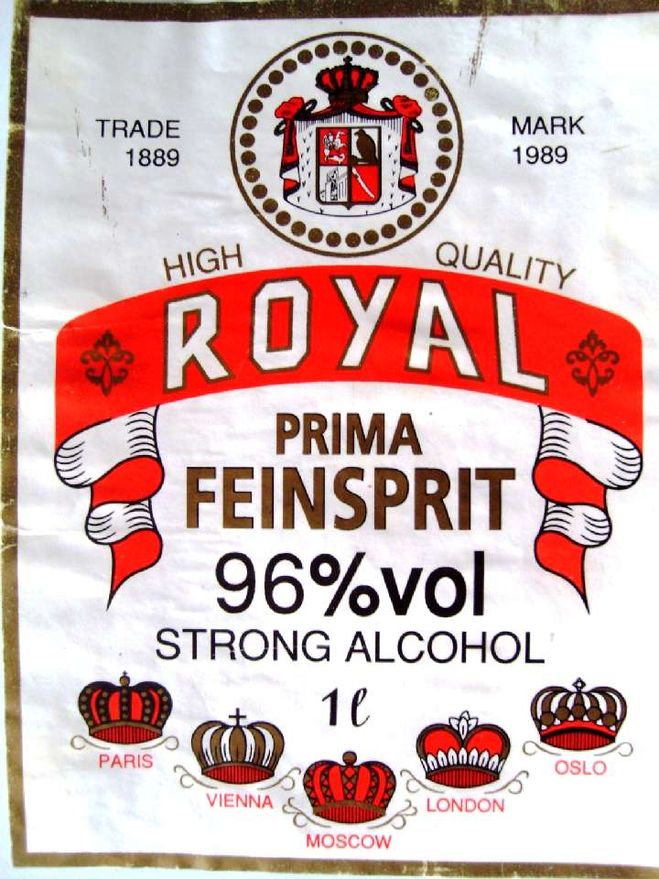 TRADE MARK
1889 1989
HIGH QUALITY
ROYAL
PRIMA
FEINSPRIT
96%vol
STRONG ALCOHOL
1ℓ
PARIS
VIENNA
MOSCOW
LONDON
OSLO